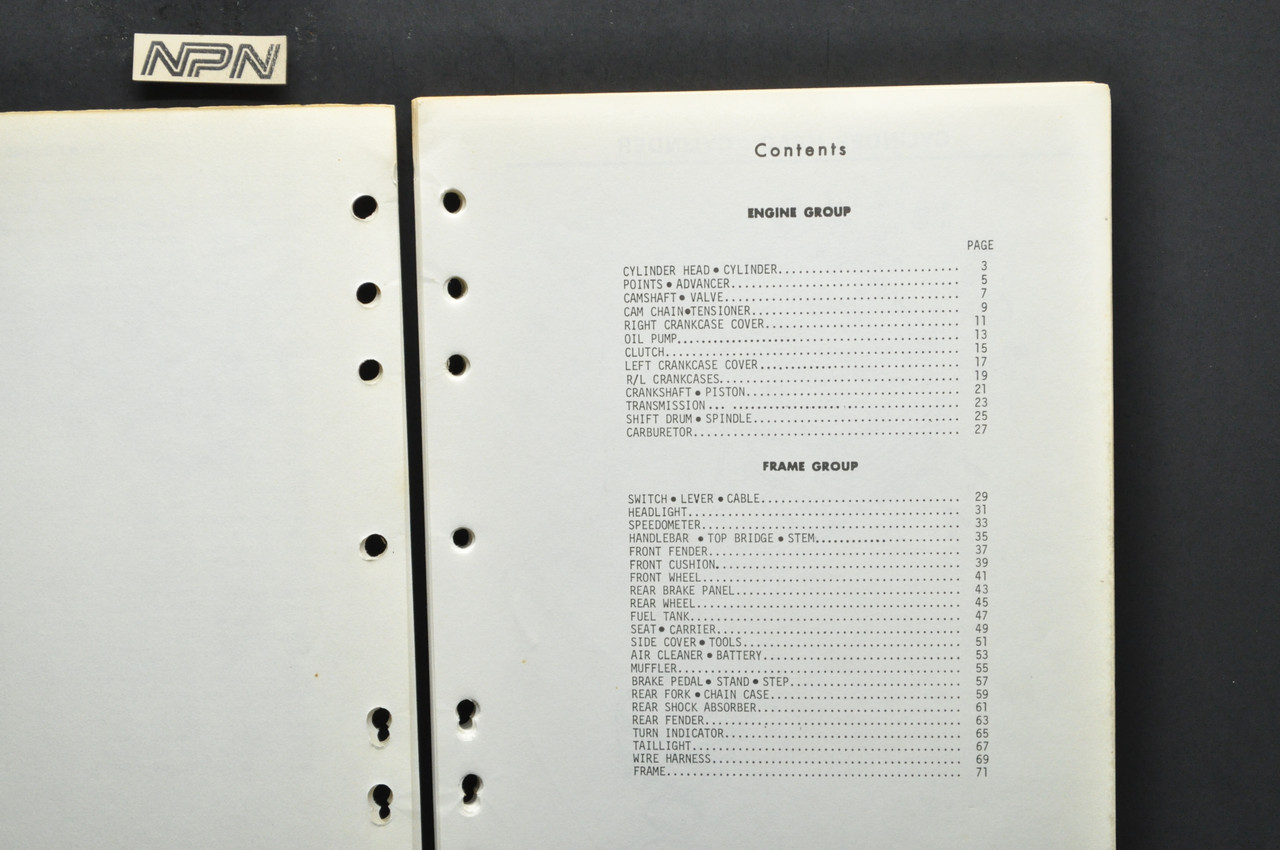 NPN
Contents
ENGINE GROUP
PAGE
CYLINDER HEAD●CYLINDER........................... 3
POINTS●ADVANCER.................................. 5
CAMSHAFT●VALVE................................... 7
CAM CHAIN●TENSIONER............................... 9
RIGHT CRANKCASE COVER............................. 11
OIL PUMP.......................................... 13
CLUTCH............................................ 15
LEFT CRANKCASE COVER.............................. 17
R/L CRANKCASES.................................... 19
CRANKSHAFT●PISTON................................ 21
TRANSMISSION... .................................. 23
SHIFT DRUM●SPINDLE............................... 25
CARBURETOR........................................ 27
FRAME GROUP
SWITCH●LEVER●CABLE.............................. 29
HEADLIGHT......................................... 31
SPEEDOMETER....................................... 33
HANDLEBAR ●TOP BRIDGE●STEM...................... 35
FRONT FENDER...................................... 37
FRONT CUSHION..................................... 39
FRONT WHEEL....................................... 41
REAR BRAKE PANEL.................................. 43
REAR WHEEL........................................ 45
FUEL TANK......................................... 47
SEAT●CARRIER..................................... 49
SIDE COVER●TOOLS................................. 51
AIR CLEANER●BATTERY.............................. 53
MUFFLER........................................... 55
BRAKE PEDAL●STAND●STEP.......................... 57
REAR FORK●CHAIN CASE............................. 59
REAR SHOCK ABSORBER............................... 61
REAR FENDER....................................... 63
TURN INDICATOR.................................... 65
TAILLIGHT......................................... 67
WIRE HARNESS...................................... 69
FRAME............................................. 71